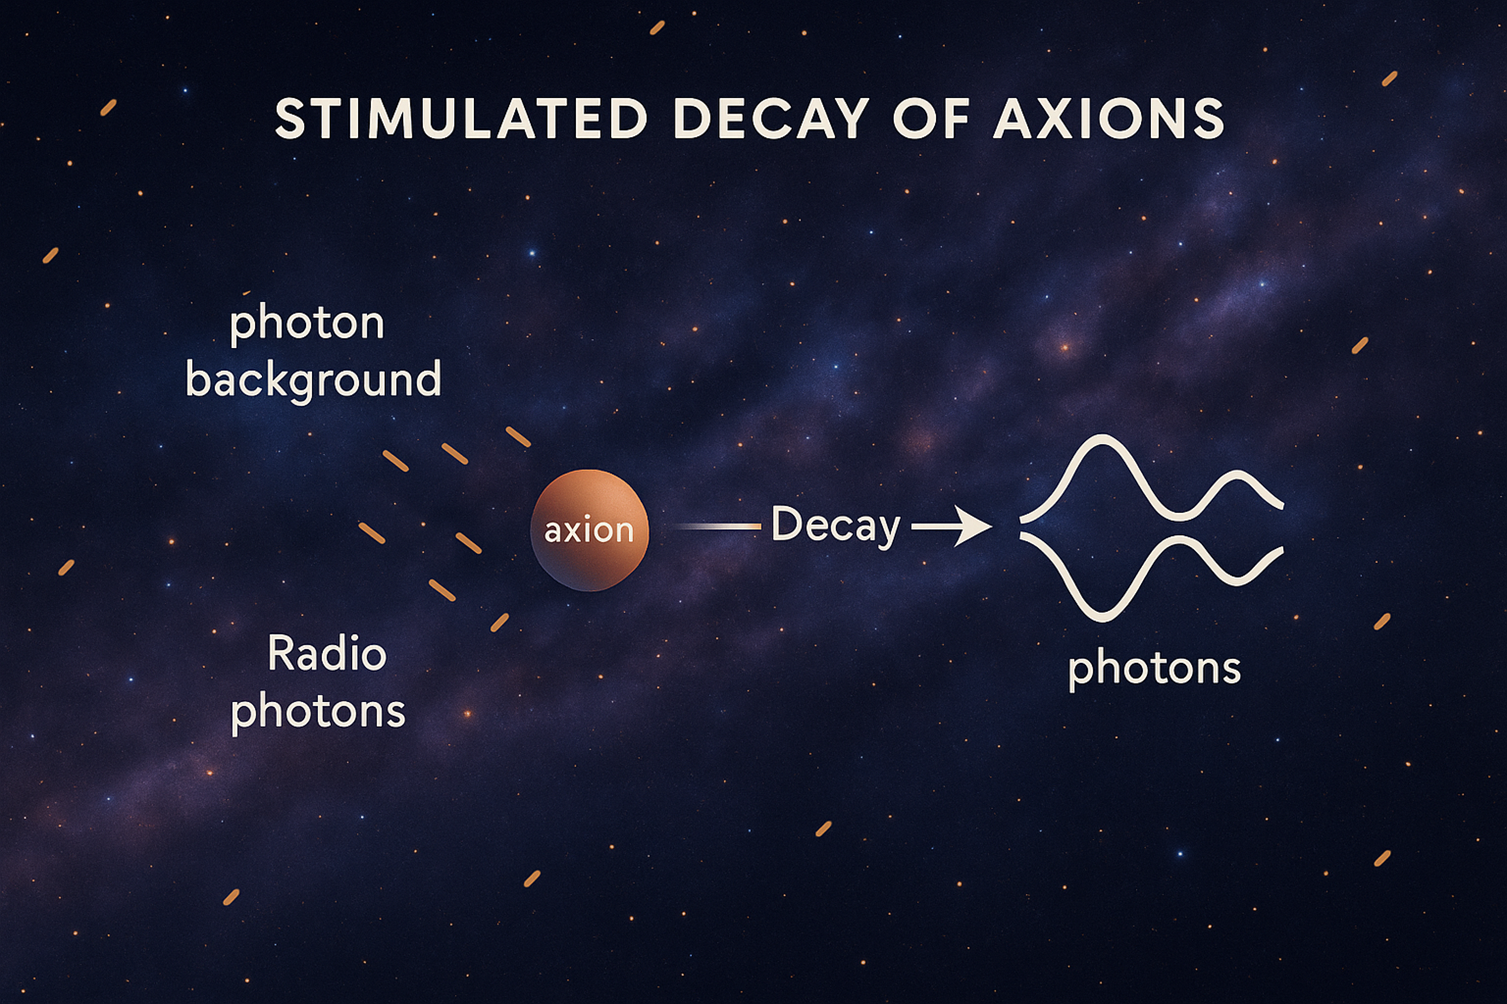 STIMULATED DECAY OF AXIONS
photon
background
axion
Decay
Radio
photons
photons